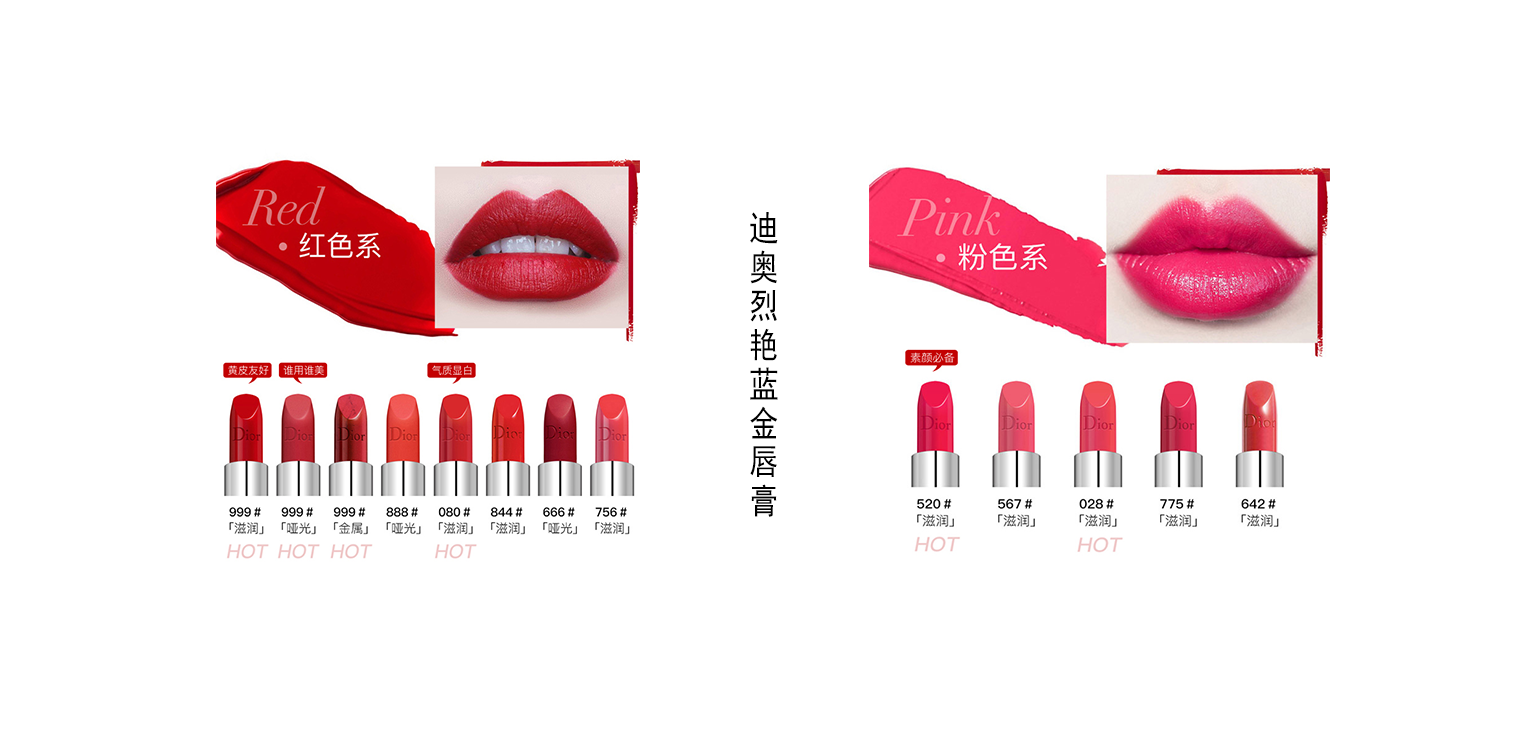 Red
• 红色系
黄皮友好 谁用谁美 气质显白
Dior Dior Dior Dior Dior Dior Dior Dior
999 # 999 # 999 # 888 # 080 # 844 # 666 # 756 #
「滋润」 「哑光」 「金属」 「哑光」 「滋润」 「滋润」 「哑光」 「滋润」
HOT HOT HOT HOT
迪奥烈艳蓝金唇膏
Pink
• 粉色系
素颜必备
Dior Dior Dior Dior Dior
520 # 567 # 028 # 775 # 642 #
「滋润」 「滋润」 「滋润」 「滋润」 「滋润」
HOT HOT